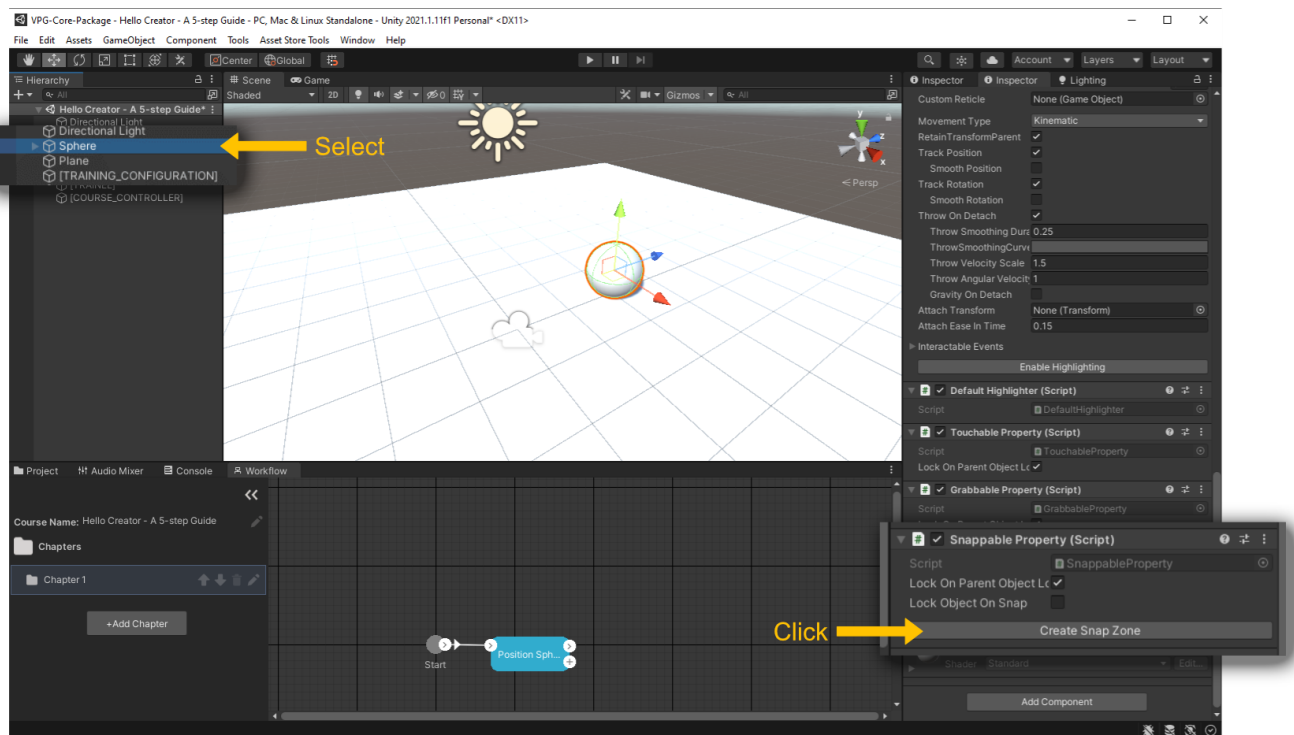 VPG-Core-Package - Hello Creator - A 5-step Guide - PC, Mac & Linux Standalone - Unity 2021.1.11f1 Personal* <DX11>
File Edit Assets GameObject Component Tools Asset Store Tools Window Help
Center Global Account Layers Layout
Hierarchy Scene Game Inspector Inspector Lighting
All Shaded 2D 0 Gizmos All
Custom Reticle None (Game Object)
Hello Creator - A 5-step Guide*
Directional Light
Directional Light
Sphere
Plane
[TRAINING_CONFIGURATION]
[TRAINEE]
[COURSE_CONTROLLER]
Select
y
z
x
Persp
Movement Type Kinematic
RetainTransformParent
Track Position
Smooth Position
Track Rotation
Smooth Rotation
Throw On Detach
Throw Smoothing Dura 0.25
ThrowSmoothingCurve
Throw Velocity Scale 1.5
Throw Angular Velocit 1
Gravity On Detach
Attach Transform None (Transform)
Attach Ease In Time 0.15
Interactable Events
Enable Highlighting
Default Highlighter (Script)
Script DefaultHighlighter
Touchable Property (Script)
Script TouchableProperty
Lock On Parent Object Lo
Grabbable Property (Script)
Script GrabbableProperty
Snappable Property (Script)
Script SnappableProperty
Lock On Parent Object Lo
Lock Object On Snap
Create Snap Zone
Click
Shader Standard Edit...
Add Component
Project Audio Mixer Console Workflow
Course Name: Hello Creator - A 5-step Guide
Chapters
Chapter 1
+Add Chapter
Start
Position Sph...